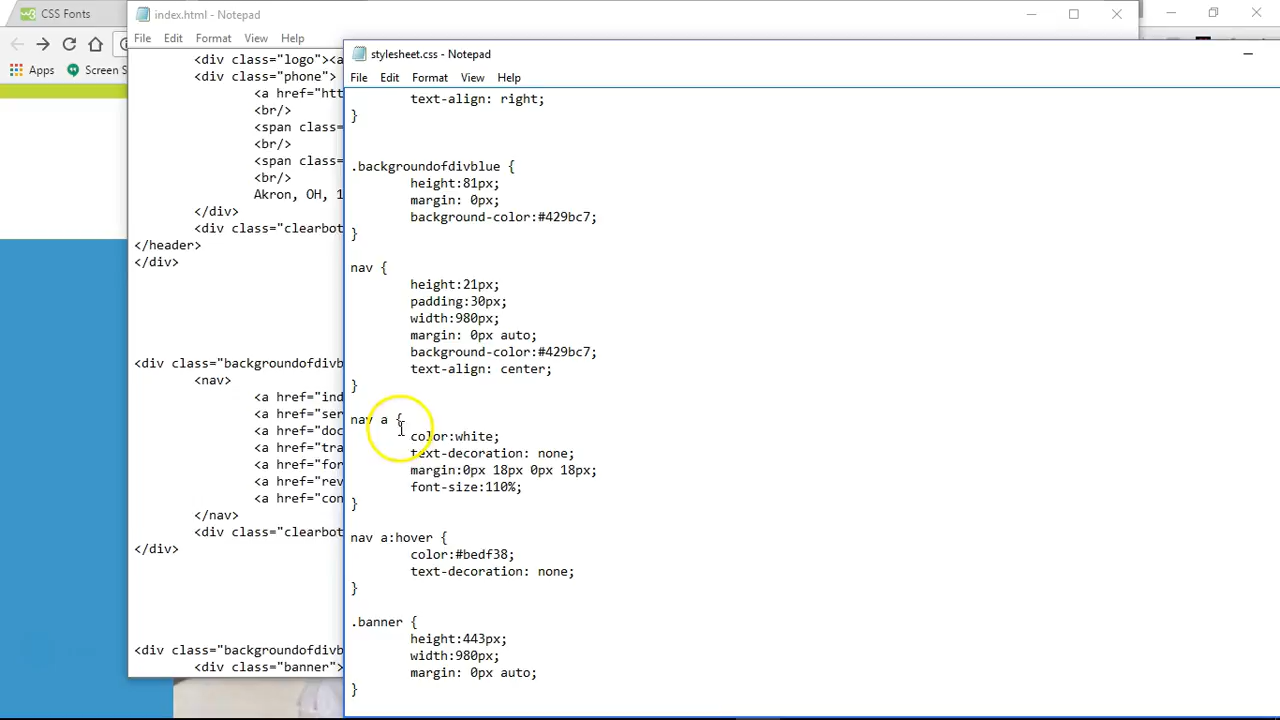 CSS Fonts
index.html - Notepad
File Edit Format View Help
Apps
Screen S
<div class="logo"><a
<div class="phone">
<a href="htt
<br/>
<span class=
<br/>
<span class=
<br/>
Akron, OH, 1
</div>
<div class="clearbot
</header>
</div>
<div class="backgroundofdivb
<nav>
<a href="ind
<a href="ser
<a href="doc
<a href="tra
<a href="for
<a href="rev
<a href="con
</nav>
<div class="clearbot
</div>
<div class="backgroundofdivb
<div class="banner">
stylesheet.css - Notepad
File Edit Format View Help
text-align: right;
}
.backgroundofdivblue {
height:81px;
margin: 0px;
background-color:#429bc7;
}
nav {
height:21px;
padding:30px;
width:980px;
margin: 0px auto;
background-color:#429bc7;
text-align: center;
}
nav a {
color:white;
text-decoration: none;
margin:0px 18px 0px 18px;
font-size:110%;
}
nav a:hover {
color:#bedf38;
text-decoration: none;
}
.banner {
height:443px;
width:980px;
margin: 0px auto;
}